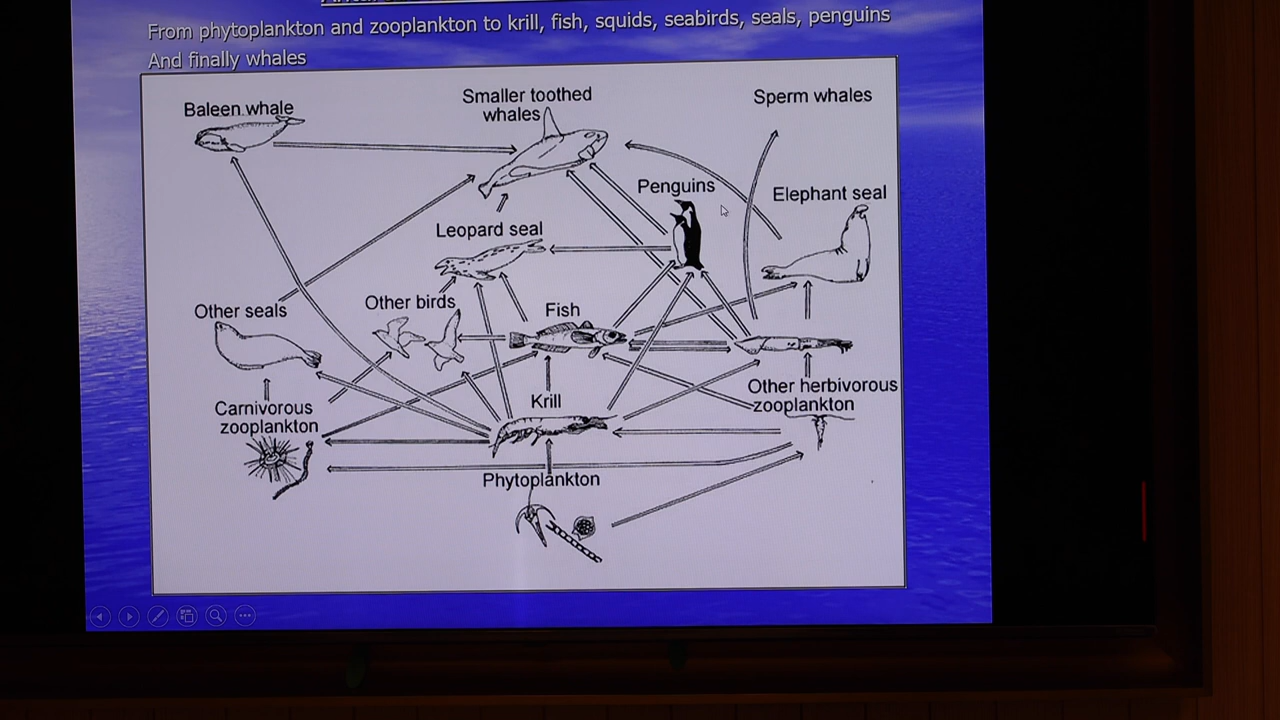 From phytoplankton and zooplankton to krill, fish, squids, seabirds, seals, penguins
And finally whales
Baleen whale
Smaller toothed
whales
Sperm whales
Penguins
Elephant seal
Leopard seal
Other seals
Other birds
Fish
Krill
Other herbivorous
zooplankton
Carnivorous
zooplankton
Phytoplankton